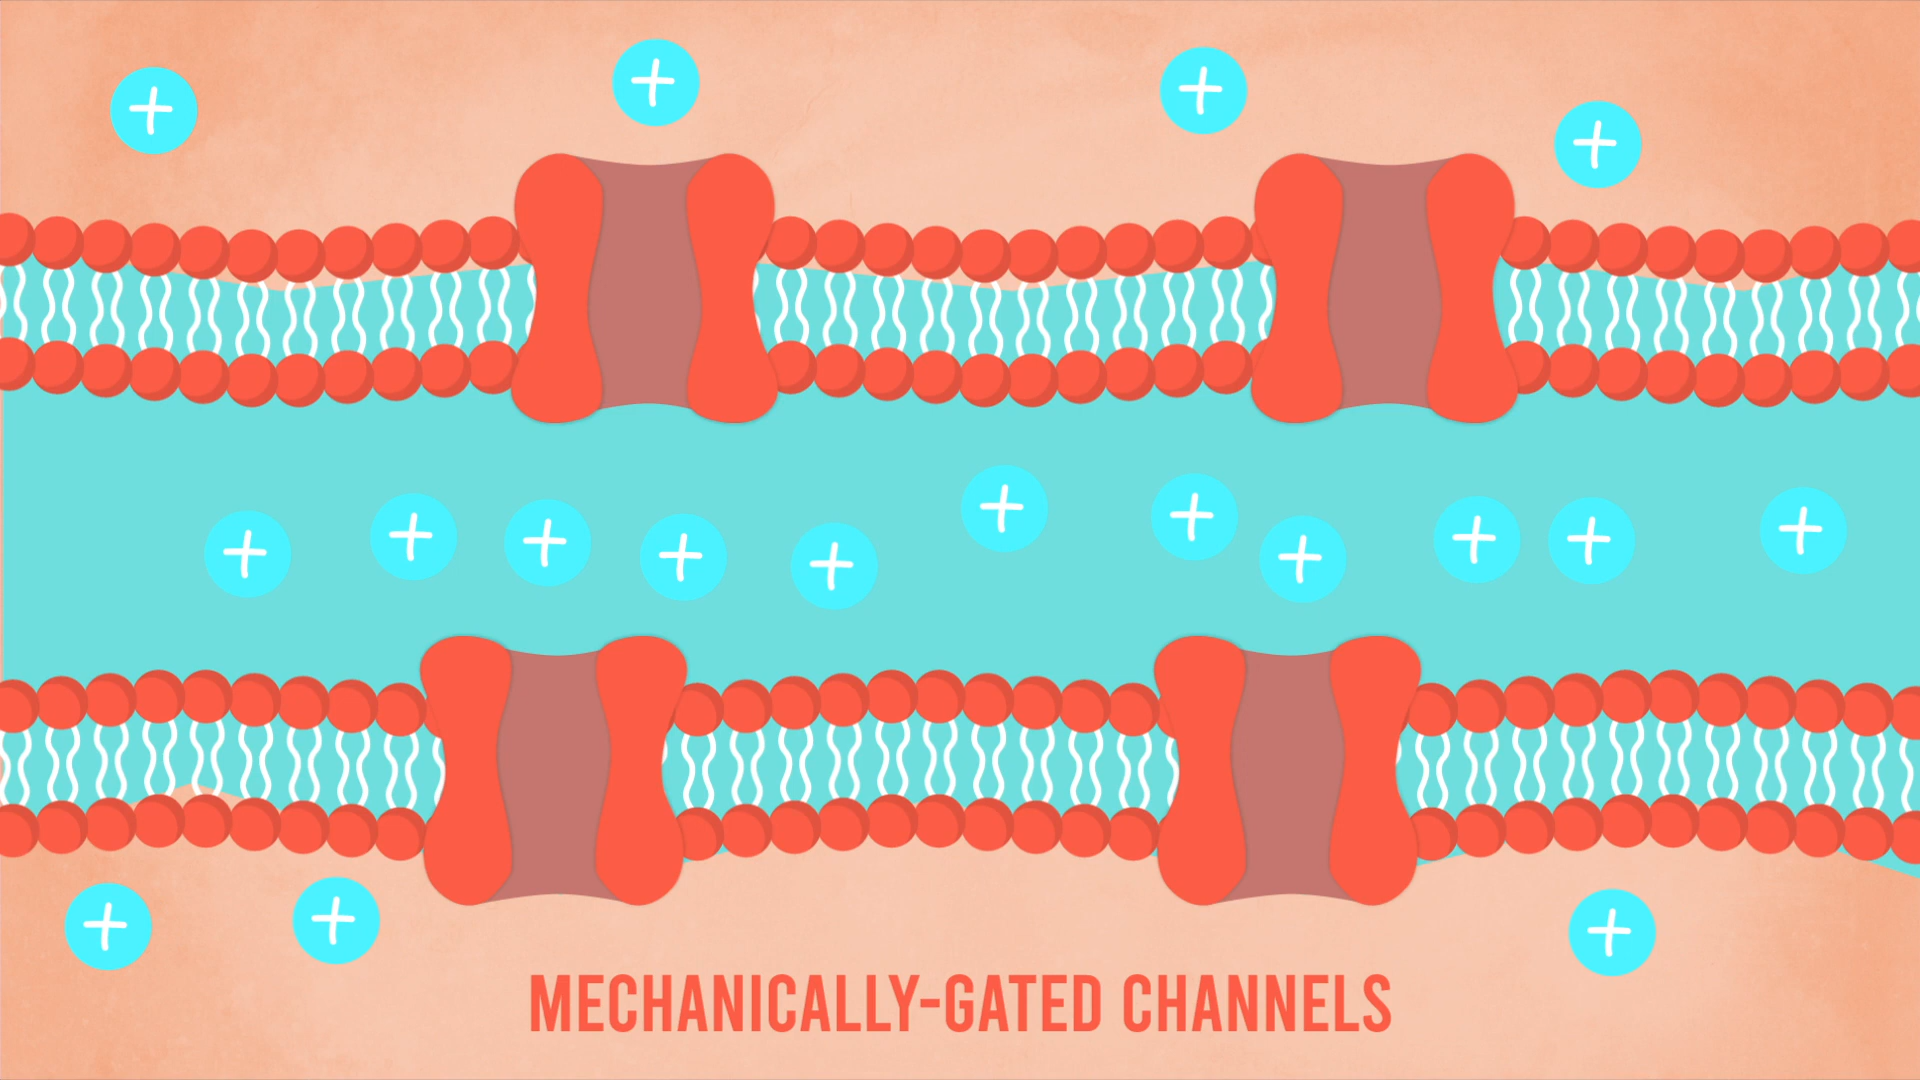 + + + +
+ + + + + + + + + + +
+ + +
MECHANICALLY-GATED CHANNELS